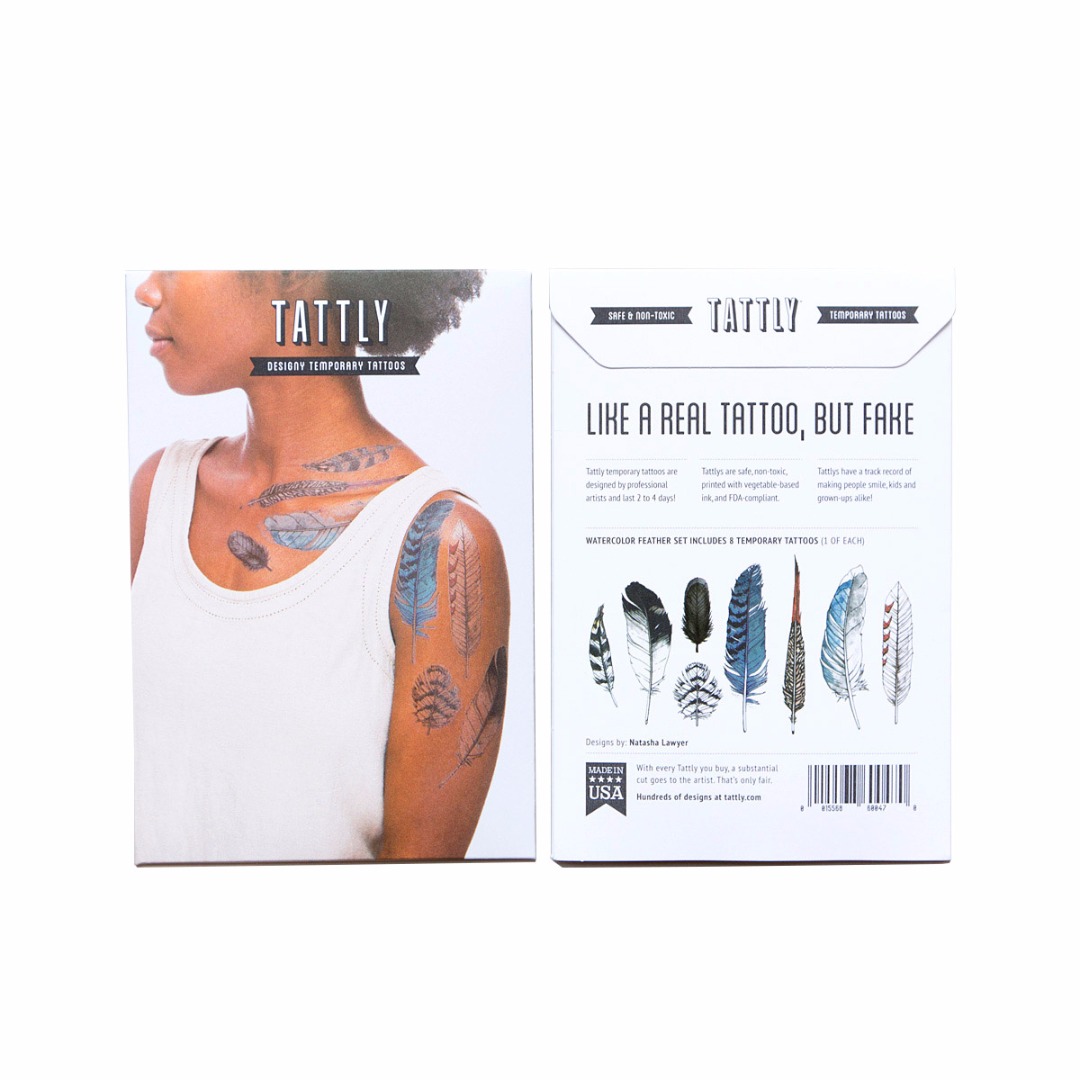 TATTLY
DESIGNY TEMPORARY TATTOOS
SAFE & NON-TOXIC
TATTLY
TEMPORARY TATTOOS
LIKE A REAL TATTOO, BUT FAKE
Tattly temporary tattoos are
designed by professional
artists and last 2 to 4 days!
Tattlys are safe, non-toxic,
printed with vegetable-based
ink, and FDA-compliant.
Tattlys have a track record of
making people smile, kids and
grown-ups alike!
WATERCOLOR FEATHER SET INCLUDES 8 TEMPORARY TATTOOS (1 OF EACH)
Designs by: Natasha Lawyer
MADE IN
USA
With every Tattly you buy, a substantial
cut goes to the artist. That's only fair.
Hundreds of designs at tattly.com
0 815568 80047 0